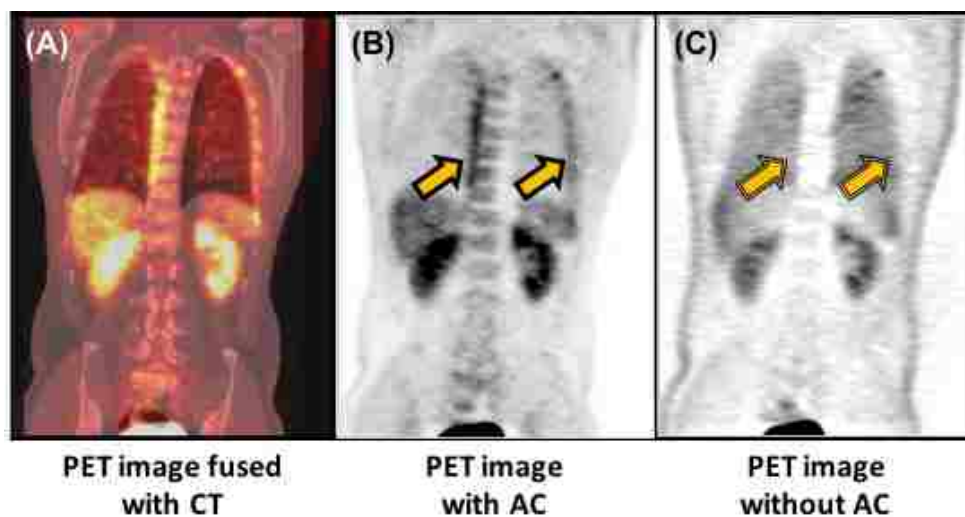 (A)
(B)
(C)
PET image fused
with CT
PET image
with AC
PET image
without AC